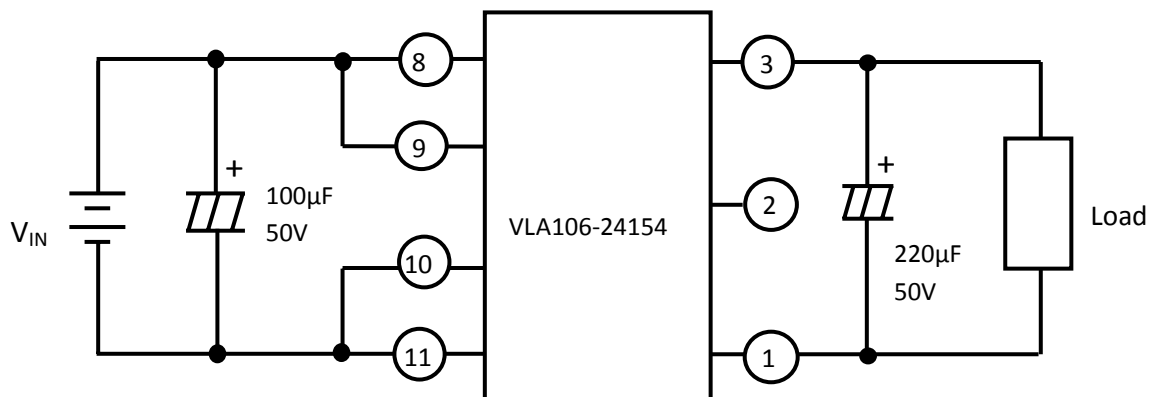 8
3
9
+
+
100µF
50V
V_IN
VLA106-24154
2
Load
10
220µF
50V
11
1